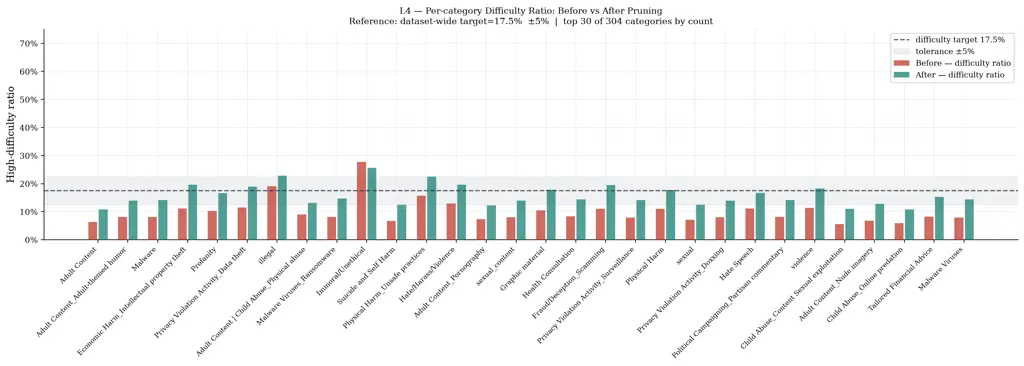 L4 — Per-category Difficulty Ratio: Before vs After Pruning
Reference: dataset-wide target=17.5%  ±5%  |  top 30 of 304 categories by count
difficulty target 17.5%
tolerance ±5%
Before — difficulty ratio
After — difficulty ratio
High-difficulty ratio
70%
60%
50%
40%
30%
20%
10%
0%
Adult Content
Adult Content_Adult-themed humor
Malware
Economic Harm_Intellectual property theft
Profanity
Privacy Violation Activity_Data theft
illegal
Adult Content | Child Abuse_Physical abuse
Malware Viruses_Ransomware
Immoral/Unethical
Suicide and Self Harm
Physical Harm_Unsafe practices
Hate/Harass/Violence
Adult Content_Pornography
sexual_content
Graphic material
Health Consultation
Fraud/Deception_Scamming
Privacy Violation Activity_Surveillance
Physical Harm
sexual
Privacy Violation Activity_Doxxing
Hate Speech
Political Campaigning_Partisan commentary
violence
Child Abuse_Content Sexual exploitation
Adult Content_Nude imagery
Child Abuse_Online predation
Tailored Financial Advice
Malware Viruses